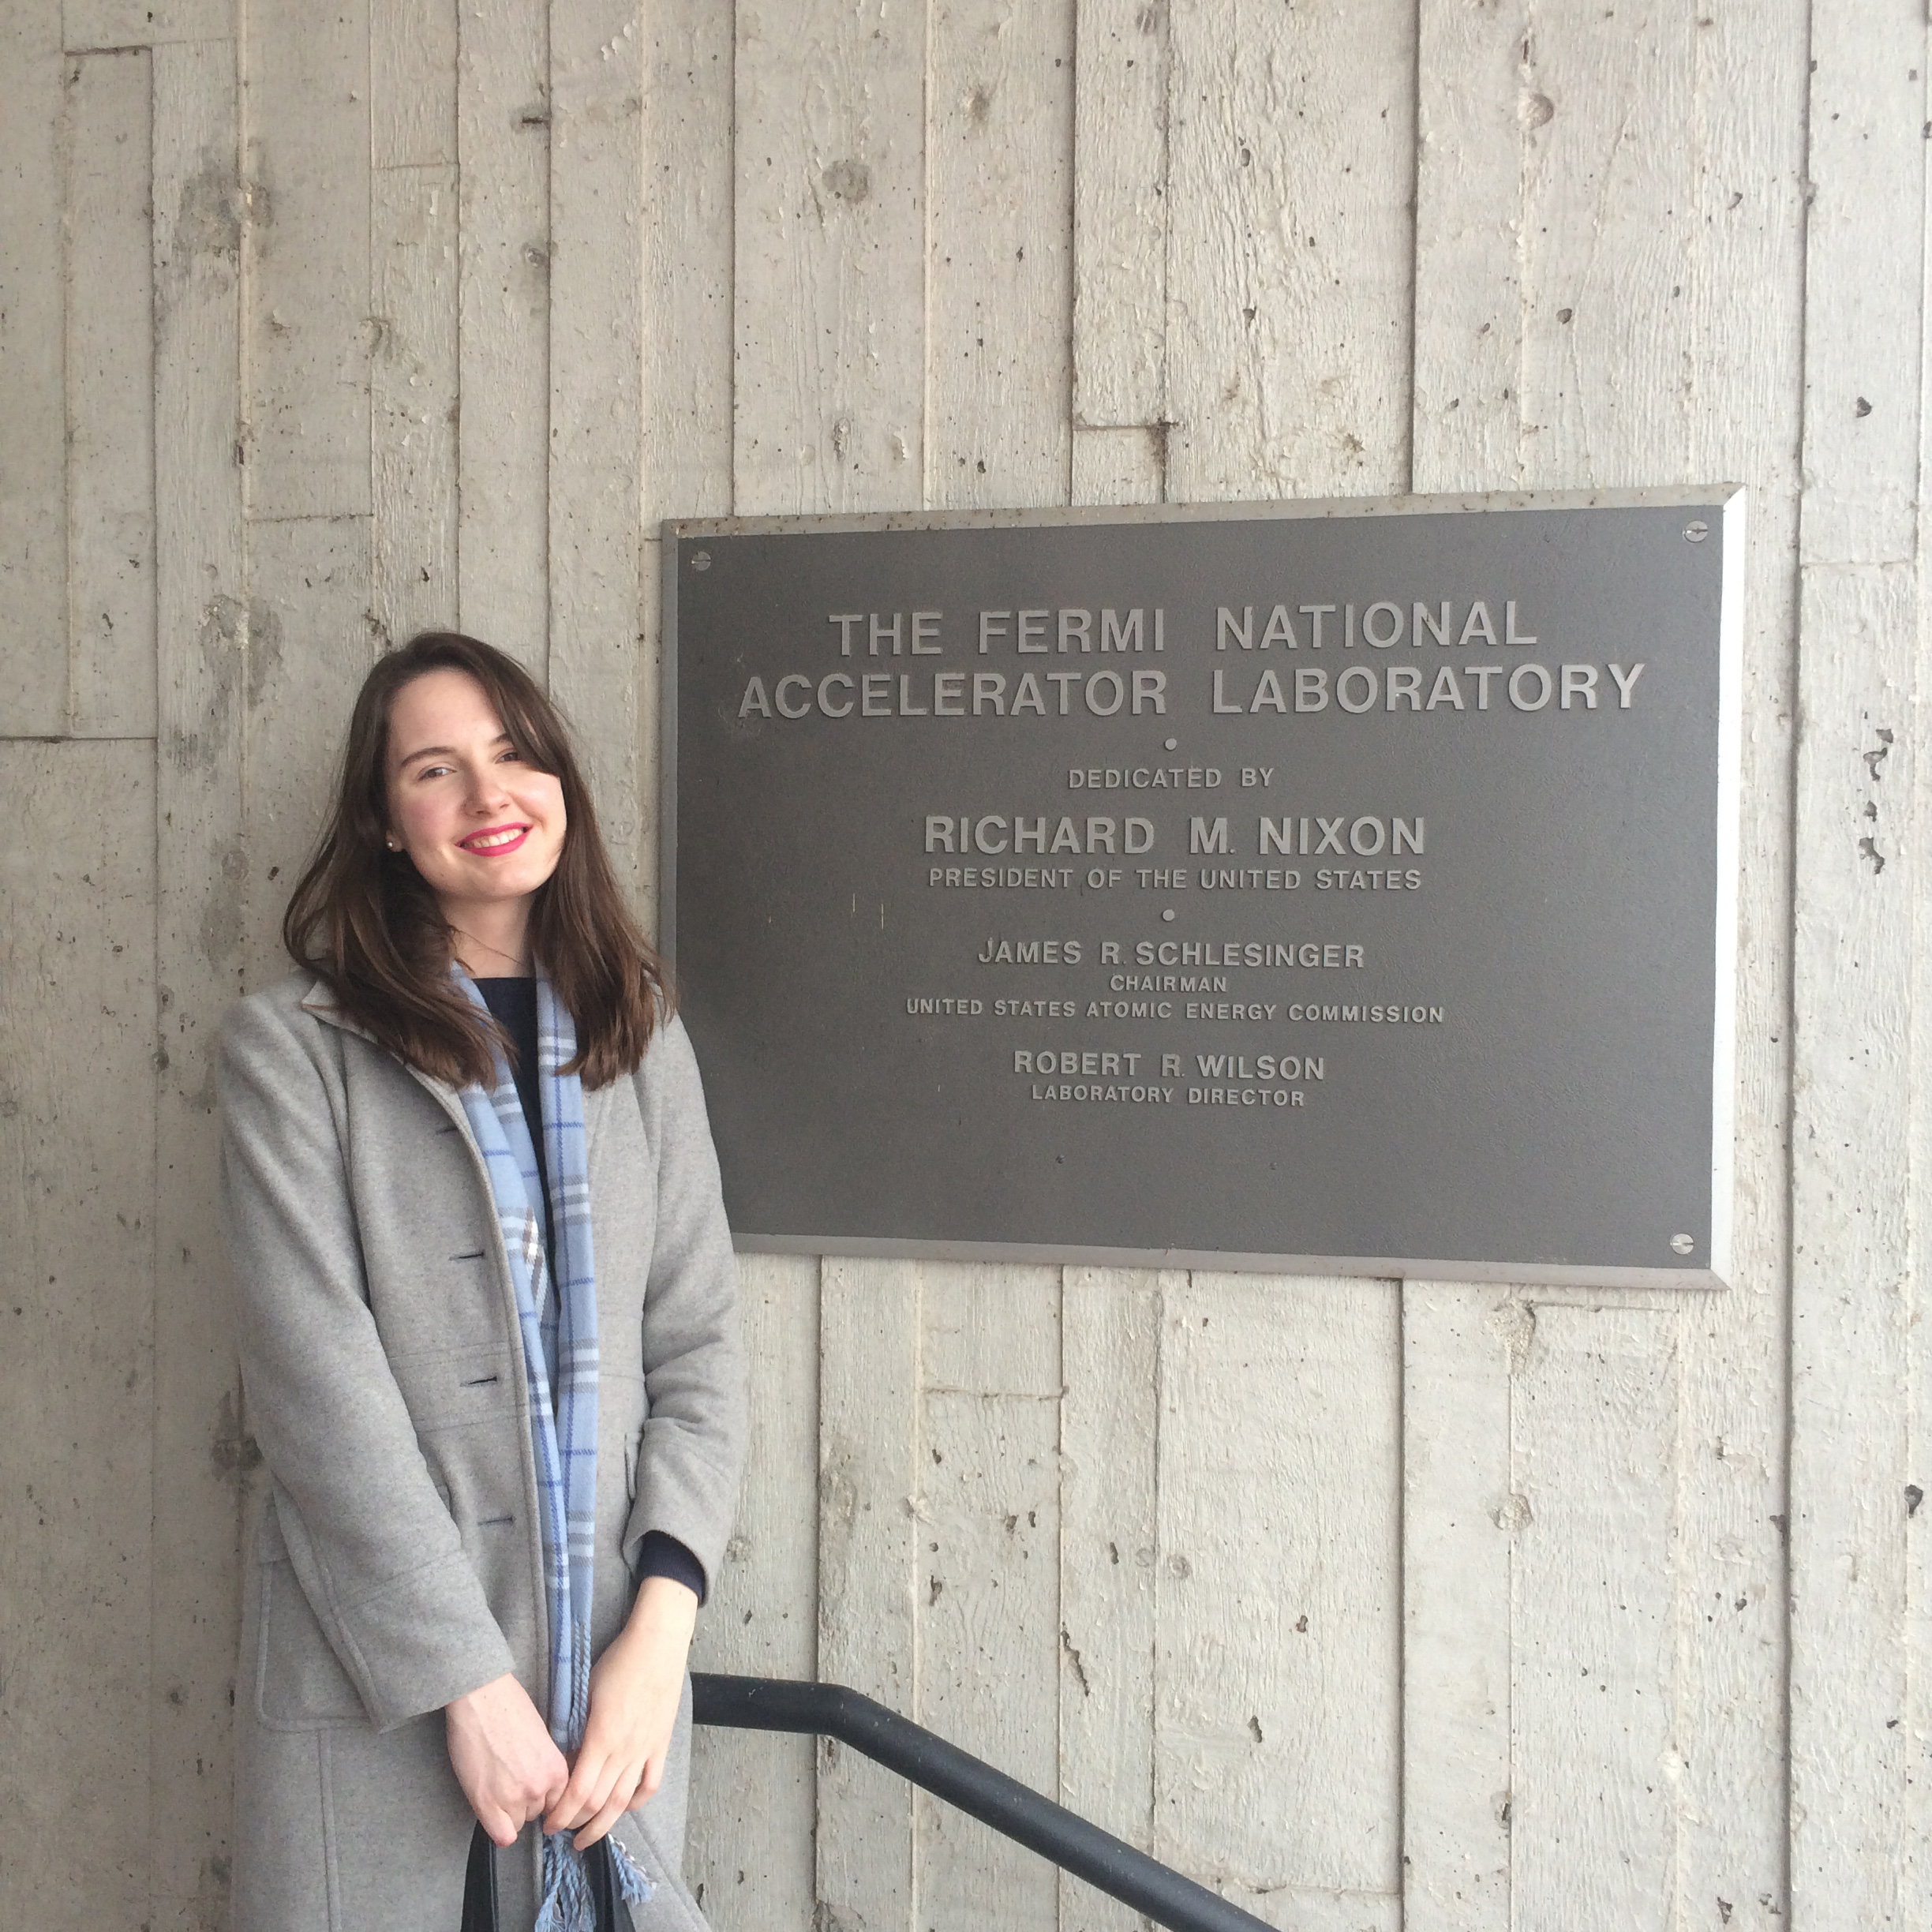 THE FERMI NATIONAL
ACCELERATOR LABORATORY
DEDICATED BY
RICHARD M. NIXON
PRESIDENT OF THE UNITED STATES
JAMES R. SCHLESINGER
CHAIRMAN
UNITED STATES ATOMIC ENERGY COMMISSION
ROBERT R. WILSON
LABORATORY DIRECTOR